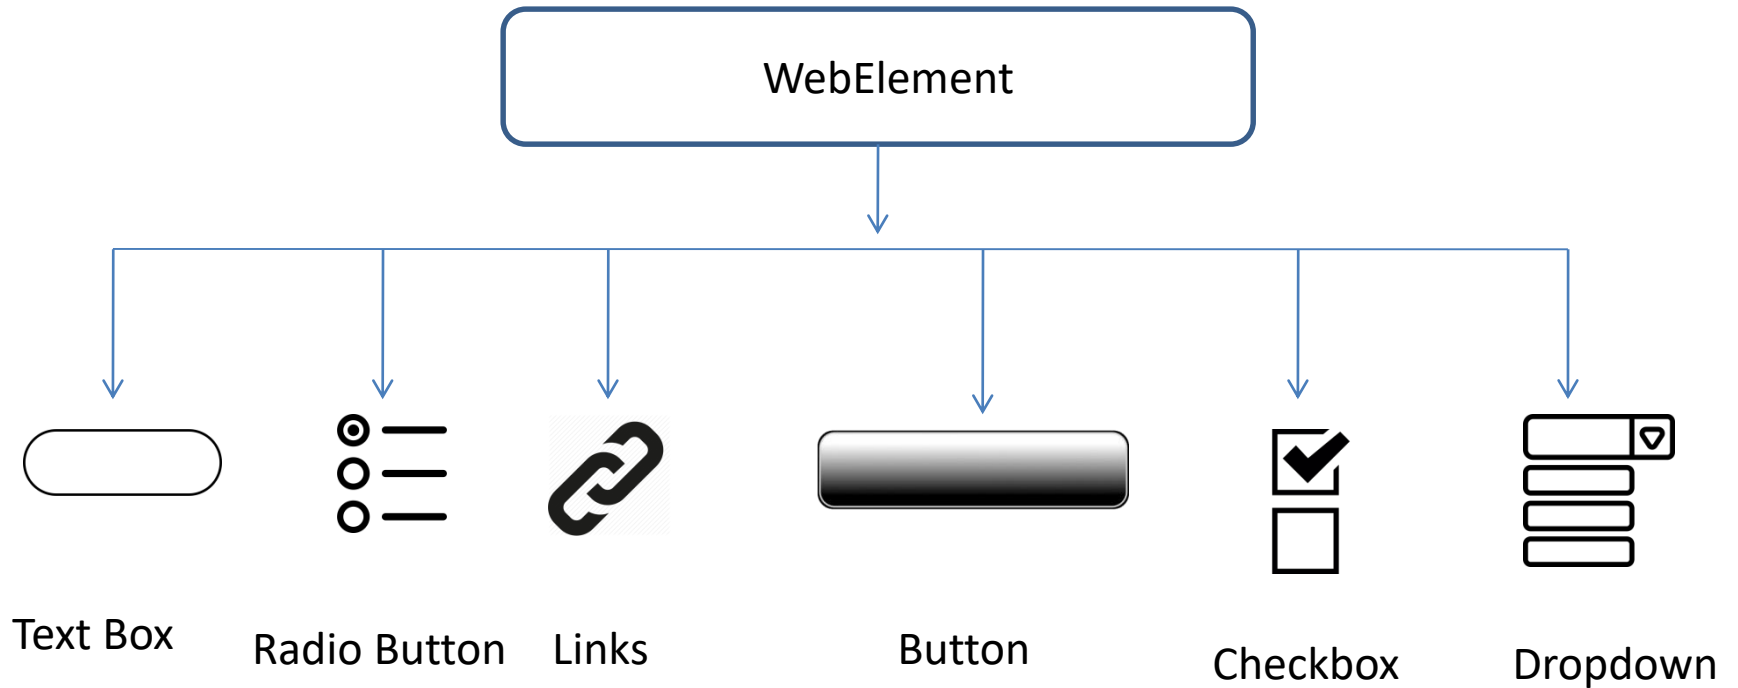 WebElement
Text Box
Radio Button
Links
Button
Checkbox
Dropdown